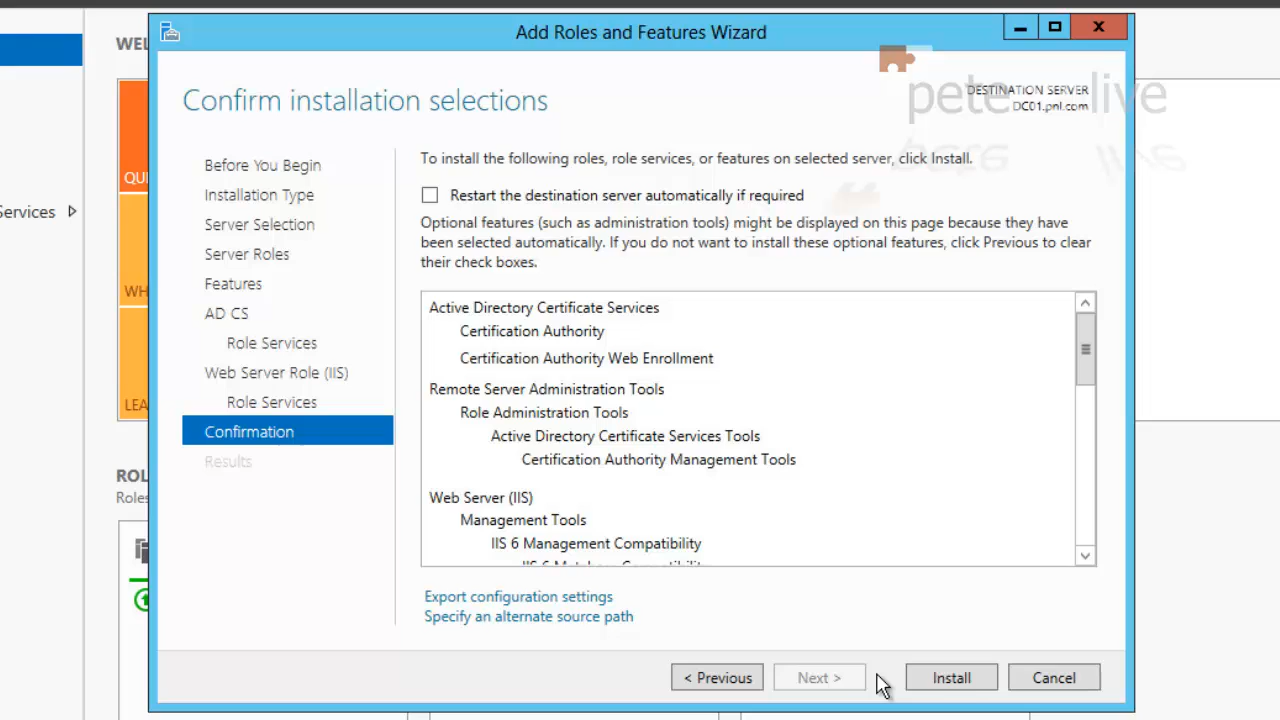 Add Roles and Features Wizard
WEL
Confirm installation selections
DESTINATION SERVER
DC01.pnl.com
pete live
QUI
WH
LEA
ervices
ROL
Roles
Before You Begin
Installation Type
Server Selection
Server Roles
Features
AD CS
Role Services
Web Server Role (IIS)
Role Services
Confirmation
Results
To install the following roles, role services, or features on selected server, click Install.
Restart the destination server automatically if required
Optional features (such as administration tools) might be displayed on this page because they have
been selected automatically. If you do not want to install these optional features, click Previous to clear
their check boxes.
Active Directory Certificate Services
Certification Authority
Certification Authority Web Enrollment
Remote Server Administration Tools
Role Administration Tools
Active Directory Certificate Services Tools
Certification Authority Management Tools
Web Server (IIS)
Management Tools
IIS 6 Management Compatibility
Export configuration settings
Specify an alternate source path
< Previous
Next >
Install
Cancel